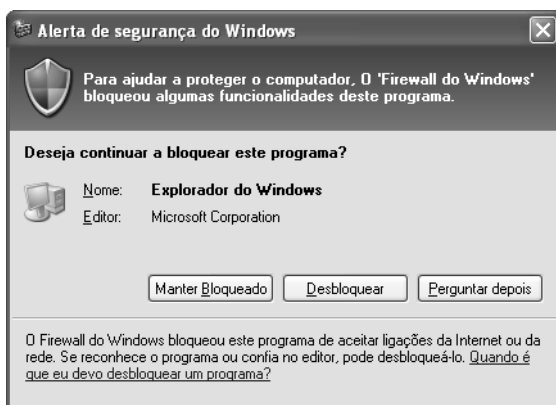 Alerta de segurança do Windows
Para ajudar a proteger o computador, O 'Firewall do Windows'
bloqueou algumas funcionalidades deste programa.
Deseja continuar a bloquear este programa?
Nome: Explorador do Windows
Editor: Microsoft Corporation
Manter Bloqueado Desbloquear Perguntar depois
O Firewall do Windows bloqueou este programa de aceitar ligações da Internet ou da
rede. Se reconhece o programa ou confia no editor, pode desbloqueá-lo. Quando é
que eu devo desbloquear um programa?